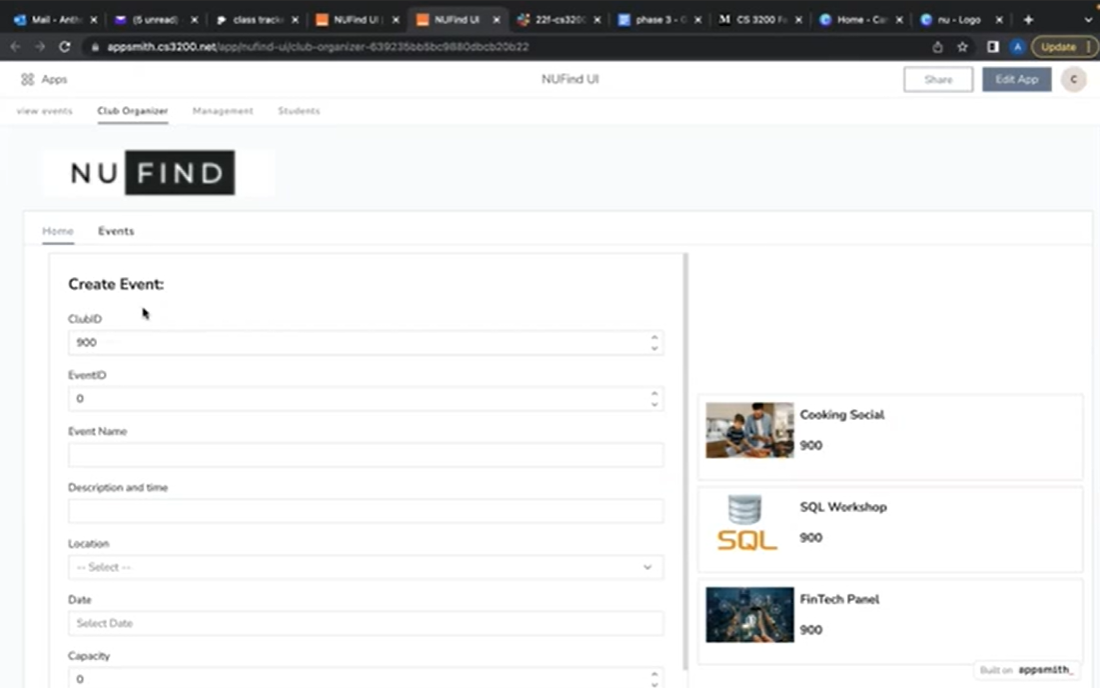 Mail - Anth
(5 unread)
class track
NUFind UI
NUFind UI
22f-cs320
phase 3 - G
CS 3200 F
Home - Ca
nu - Logo
appsmith.cs3200.net/app/nufind-ui/club-organizer-639235bb5bc9880dbcb20b22
A
Update
Apps
NUFind UI
Share
Edit App
C
view events
Club Organizer
Management
Students
NU FIND
Home
Events
Create Event:
ClubID
900
EventID
0
Event Name
Description and time
Location
-- Select --
Date
Select Date
Capacity
0
Cooking Social
900
SQL Workshop
900
SQL
FinTech Panel
900
Built on appsmith_